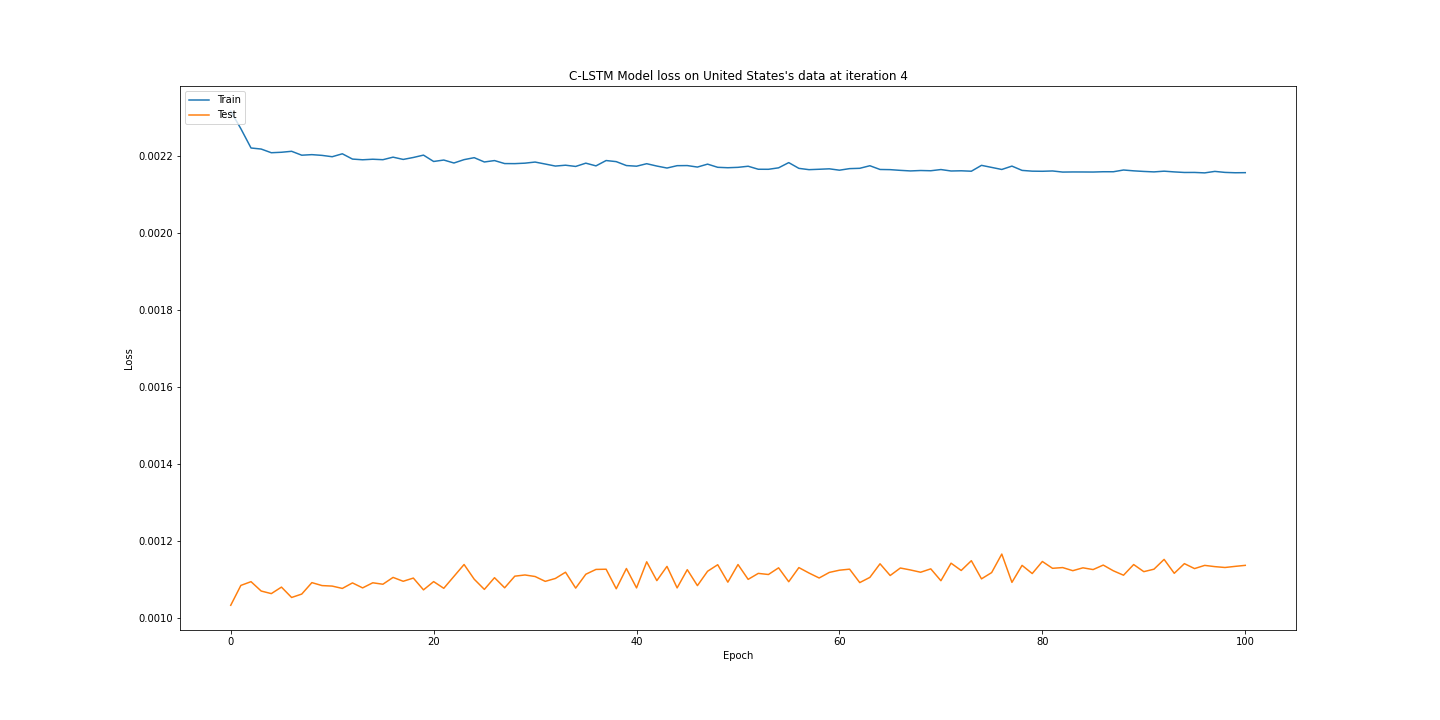 C-LSTM Model loss on United States's data at iteration 4
Train
Test
0.0022
0.0020
0.0018
0.0016
0.0014
0.0012
0.0010
Loss
0 20 40 60 80 100
Epoch